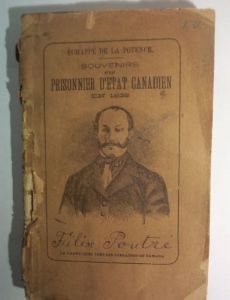 ÉCHAPPÉ DE LA POTENCE
SOUVENIRS
D'UN
PRISONNIER D'ÉTAT CANADIEN
EN 1838
Félix Poutré